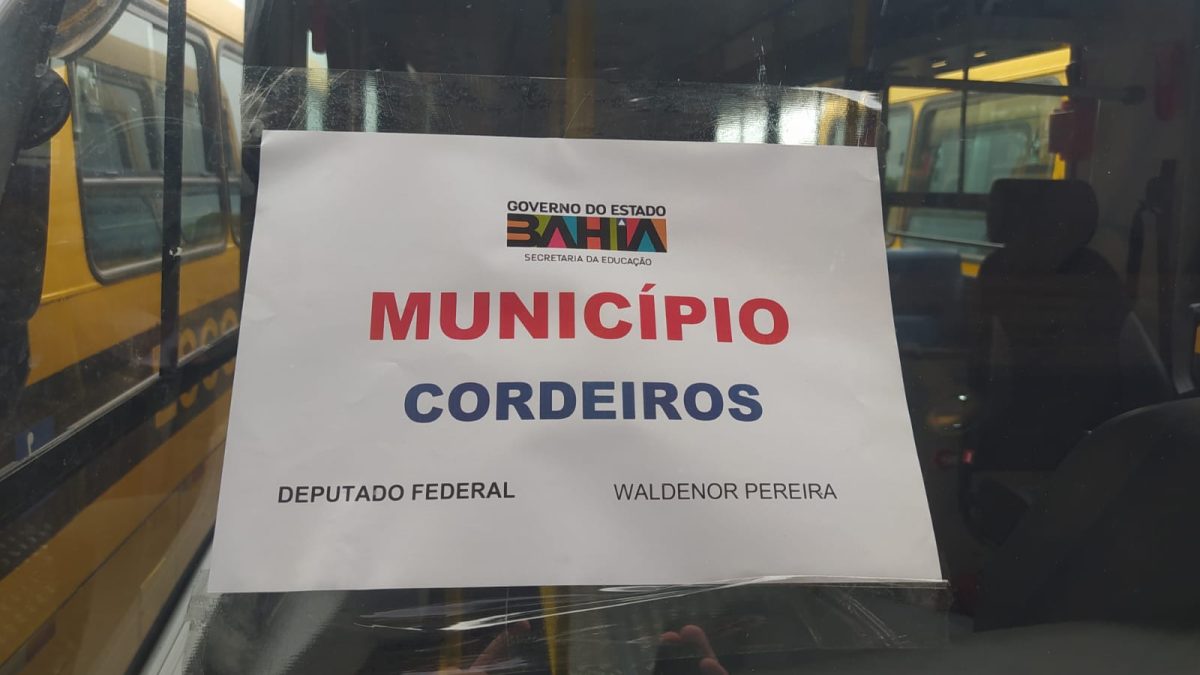 GOVERNO DO ESTADO
BAHIA
SECRETARIA DA EDUCAÇÃO
MUNICÍPIO
CORDEIROS
DEPUTADO FEDERAL WALDENOR PEREIRA